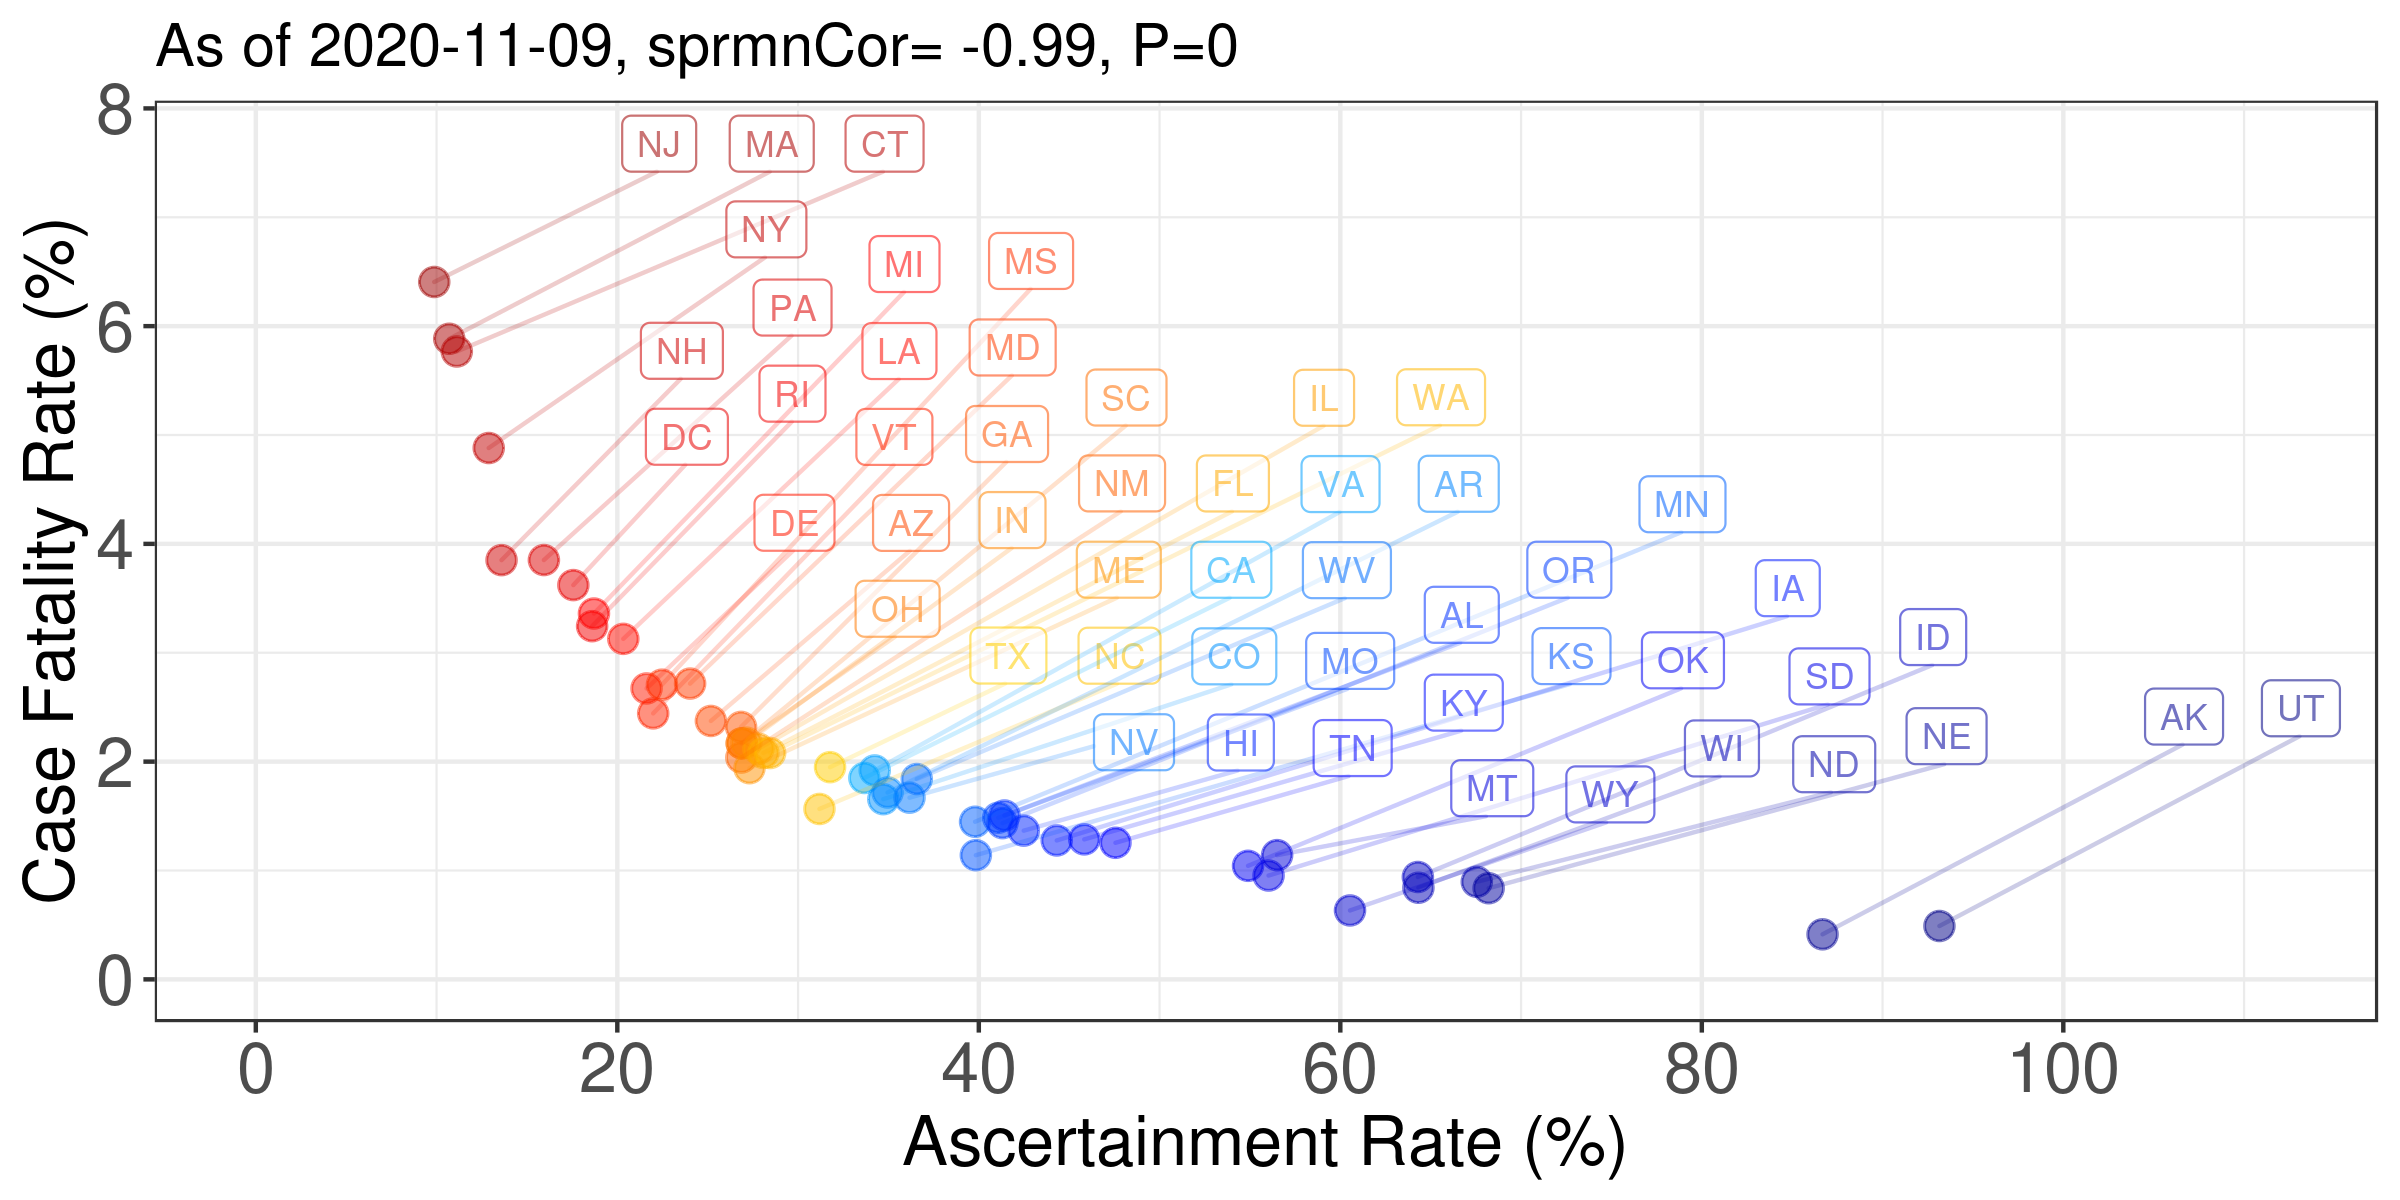 As of 2020-11-09, sprmnCor= -0.99, P=0
Case Fatality Rate (%)
8
6
4
2
0
NJ MA CT
NY
MI MS
PA
NH LA MD
RI SC IL WA
DC VT GA
NM FL VA AR
DE AZ IN MN
ME CA WV OR
OH AL IA
TX NC CO MO KS OK ID
SD
KY
NV HI TN WI NE AK UT
ND
MT WY
0 20 40 60 80 100
Ascertainment Rate (%)